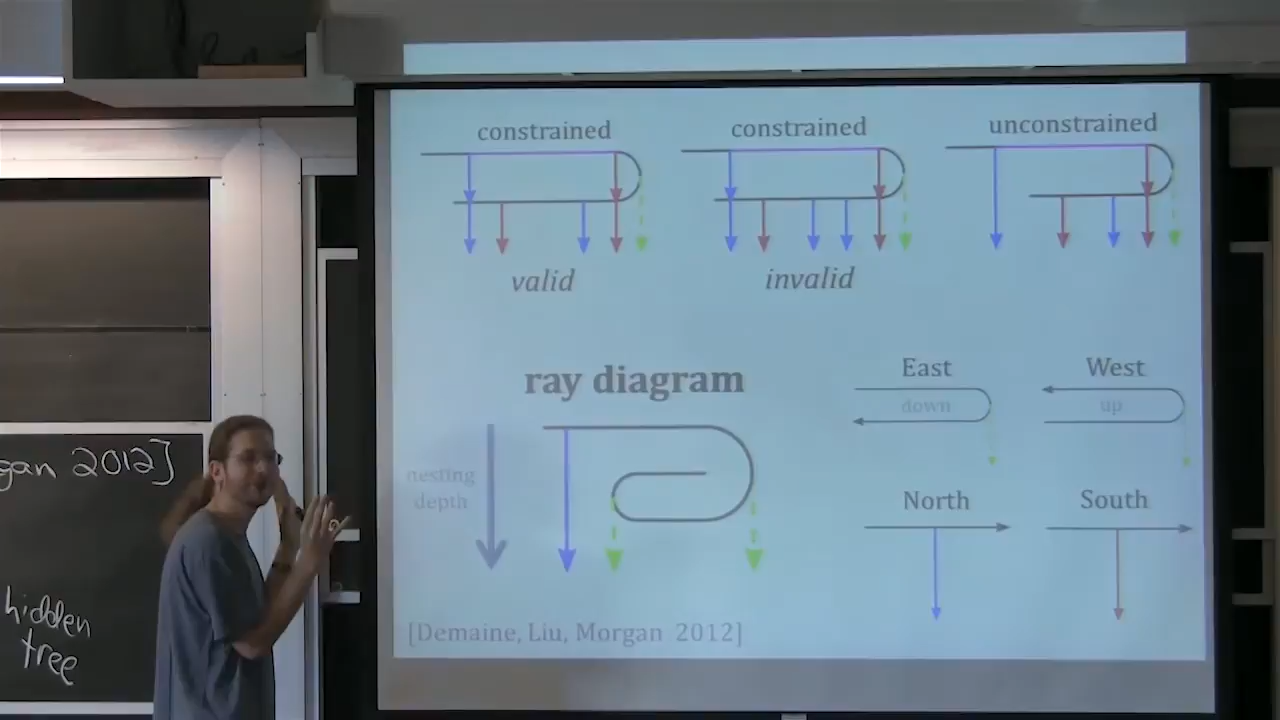 constrained
constrained
unconstrained
valid
invalid
ray diagram
nesting
depth
East
West
down
up
North
South
[Demaine, Liu, Morgan 2012]
gan 2012]
hidden
tree